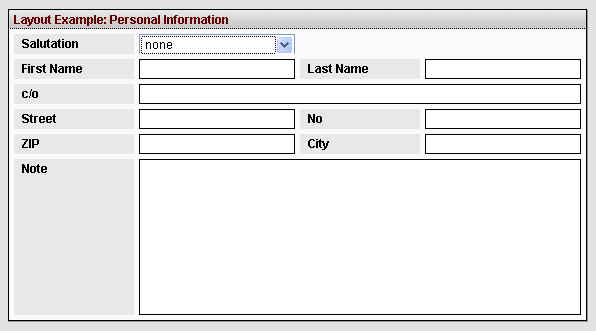 Layout Example: Personal Information
Salutation none
First Name Last Name
c/o
Street No
ZIP City
Note